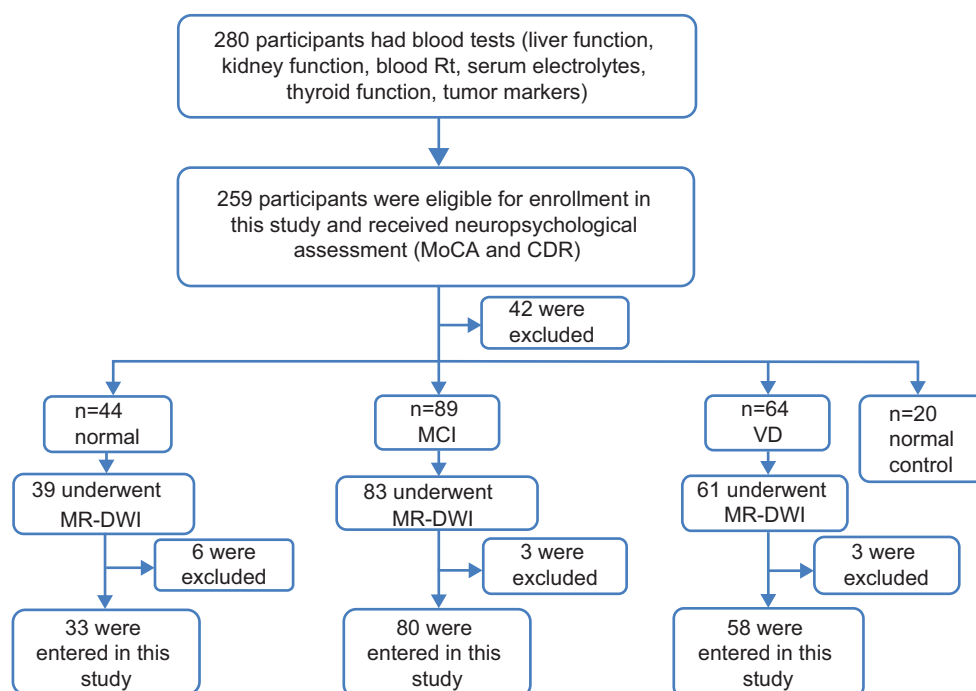 280 participants had blood tests (liver function,
kidney function, blood Rt, serum electrolytes,
thyroid function, tumor markers)
259 participants were eligible for enrollment in
this study and received neuropsychological
assessment (MoCA and CDR)
42 were
excluded
n=44
normal
n=89
MCI
n=64
VD
n=20
normal
control
39 underwent
MR-DWI
83 underwent
MR-DWI
61 underwent
MR-DWI
6 were
excluded
3 were
excluded
3 were
excluded
33 were
entered in this
study
80 were
entered in this
study
58 were
entered in this
study